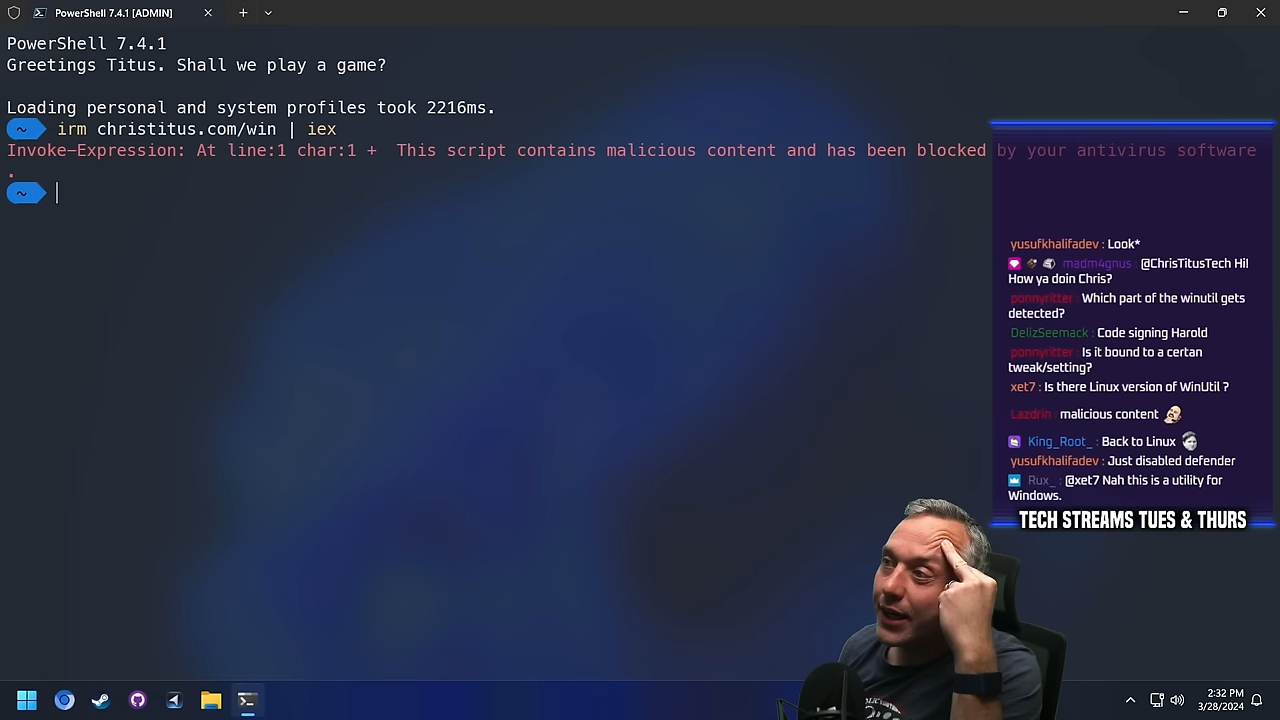 PowerShell 7.4.1 [ADMIN]
PowerShell 7.4.1
Greetings Titus. Shall we play a game?
Loading personal and system profiles took 2216ms.
~ irm christitus.com/win | iex
Invoke-Expression: At line:1 char:1 +  This script contains malicious content and has been blocked by your antivirus software
.
~
yusufkhalifadev : Look*
madm4gnus : @ChrisTitusTech Hi!
How ya doin Chris?
ponnyritter : Which part of the winutil gets
detected?
DelizSeemack : Code signing Harold
ponnyritter : Is it bound to a certan
tweak/setting?
xet7 : Is there Linux version of WinUtil ?
Lazdrin : malicious content
King_Root_ : Back to Linux
yusufkhalifadev : Just disabled defender
Rux_ : @xet7 Nah this is a utility for
Windows.
TECH STREAMS TUES & THURS
2:32 PM
3/28/2024